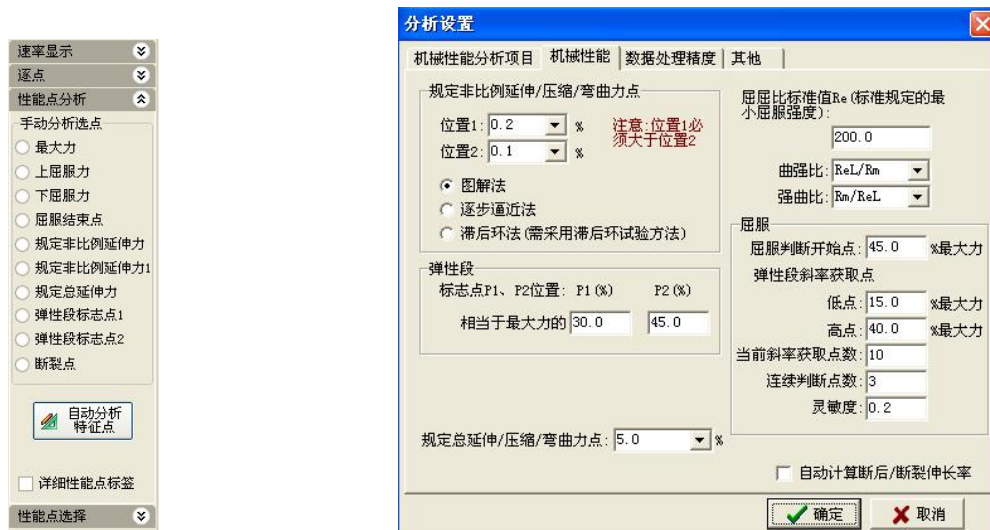 速率显示
逐点
性能点分析
手动分析选点
最大力
上屈服力
下屈服力
屈服结束点
规定非比例延伸力
规定非比例延伸力1
规定总延伸力
弹性段标志点1
弹性段标志点2
断裂点
自动分析
特征点
详细性能点标签
性能点选择
分析设置
机械性能分析项目 机械性能 数据处理精度 其他
规定非比例延伸/压缩/弯曲力点
位置1: 0.2 %
位置2: 0.1 %
注意:位置1必
须大于位置2
图解法
逐步逼近法
滞后环法(需采用滞后环试验方法)
弹性段
标志点P1、P2位置: P1(%) P2(%)
相当于最大力的 30.0 45.0
规定总延伸/压缩/弯曲力点: 5.0 %
屈屈比标准值Re(标准规定的最
小屈服强度):
200.0
曲强比: ReL/Rm
强曲比: Rm/ReL
屈服
屈服判断开始点: 45.0 %最大力
弹性段斜率获取点
低点: 15.0 %最大力
高点: 40.0 %最大力
当前斜率获取点数: 10
连续判断点数: 3
灵敏度: 0.2
自动计算断后/断裂伸长率
确定 取消